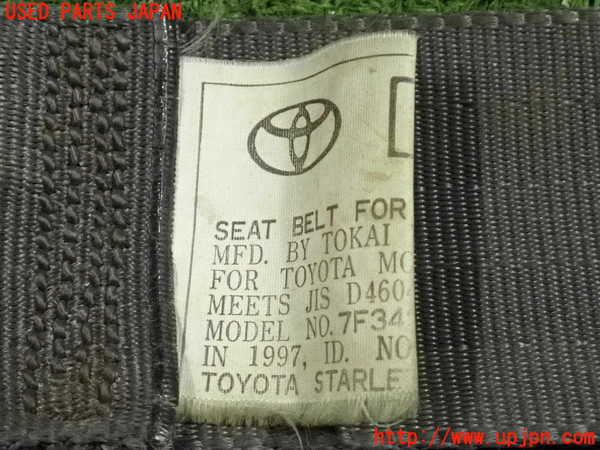 USED PARTS JAPAN
SEAT BELT FOR
MFD. BY TOKAI
FOR TOYOTA MO
MEETS JIS D4604
MODEL NO. 7F34
IN 1997, ID. NO
TOYOTA STARLE
http://www.upjpn.com